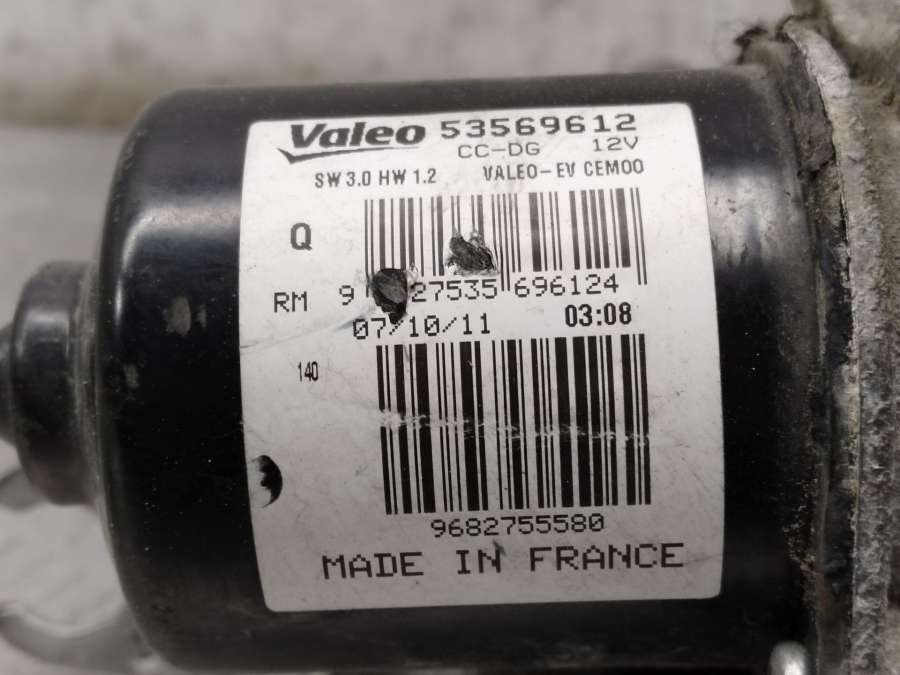 Valeo 53569612
CC-DG 12V
SW 3.0 HW 1.2 VALEO-EV CEM00
Q
RM 9 27535 696124
07/10/11 03:08
140
9682755580
MADE IN FRANCE